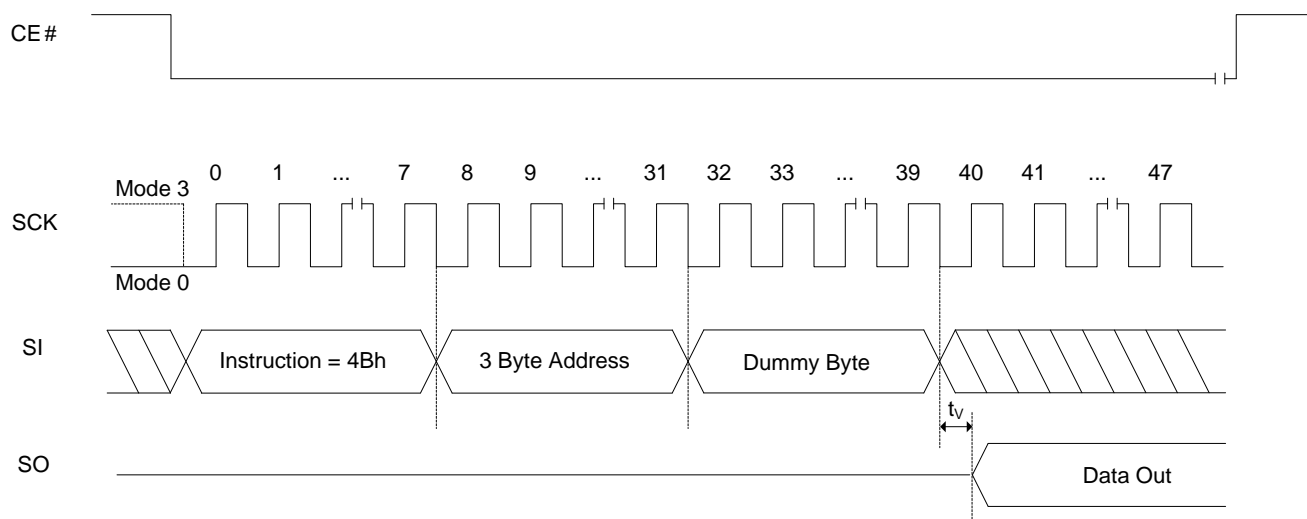 CE#
0 1 ... 7 8 9 ... 31 32 33 ... 39 40 41 ... 47
Mode 3
SCK
Mode 0
SI
Instruction = 4Bh
3 Byte Address
Dummy Byte
tV
SO
Data Out